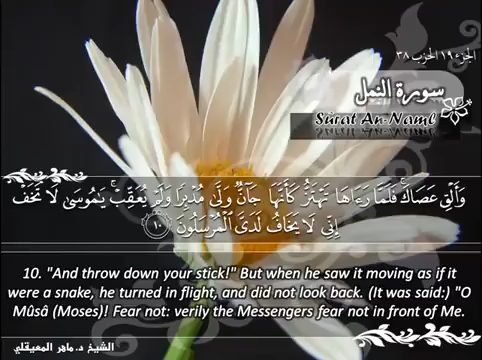 الجزء ١٩ الحزب ٣٨
سورة النمل
Sûrat An-Naml
وَأَلْقِ عَصَاكَ ۚ فَلَمَّا رَءَاهَا تَهْتَزُّ كَأَنَّهَا جَآنٌّ وَلَّىٰ مُدْبِرًا وَلَمْ يُعَقِّبْ ۚ يَـٰمُوسَىٰ لَا تَخَفْ
إِنِّى لَا يَخَافُ لَدَىَّ ٱلْمُرْسَلُونَ ١٠
10. "And throw down your stick!" But when he saw it moving as if it
were a snake, he turned in flight, and did not look back. (It was said:) "O
Mûsâ (Moses)! Fear not: verily the Messengers fear not in front of Me.
الشيخ د. ماهر المعيقلي